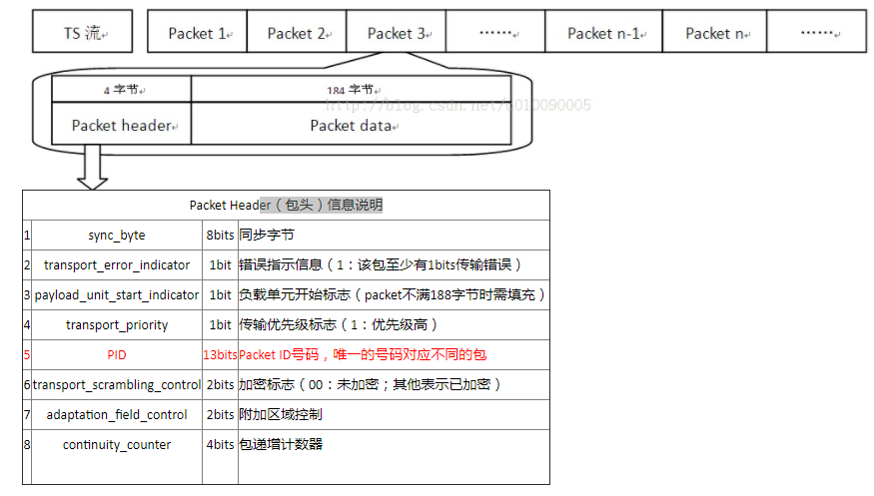 TS 流 Packet 1 Packet 2 Packet 3 …… Packet n-1 Packet n ……
4 字节 184 字节
http://blog.csdn.net/u010090005
Packet header Packet data
Packet Header（包头）信息说明
1 sync_byte 8bits 同步字节
2 transport_error_indicator 1bit 错误指示信息（1：该包至少有1bits传输错误）
3 payload_unit_start_indicator 1bit 负载单元开始标志（packet不满188字节时需填充）
4 transport_priority 1bit 传输优先级标志（1：优先级高）
5 PID 13bits Packet ID号码，唯一的号码对应不同的包
6 transport_scrambling_control 2bits 加密标志（00：未加密；其他表示已加密）
7 adaptation_field_control 2bits 附加区域控制
8 continuity_counter 4bits 包递增计数器